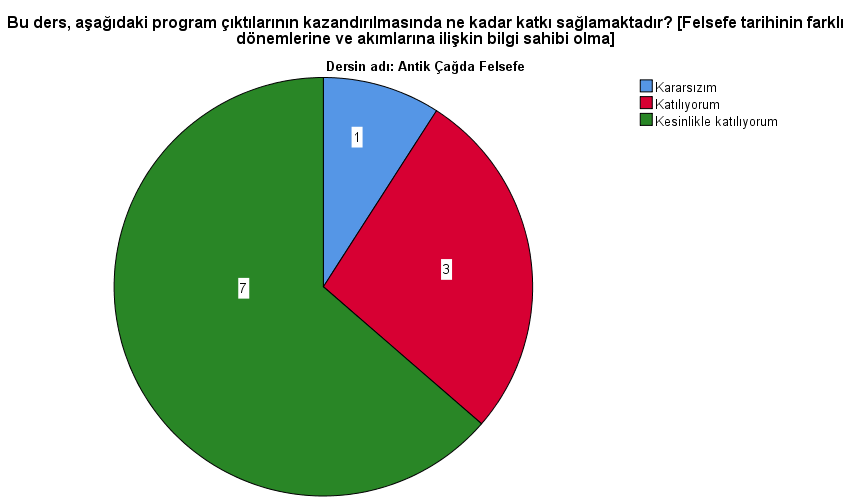 Bu ders, aşağıdaki program çıktılarının kazandırılmasında ne kadar katkı sağlamaktadır? [Felsefe tarihinin farklı
dönemlerine ve akımlarına ilişkin bilgi sahibi olma]
Dersin adı: Antik Çağda Felsefe
Kararsızım
Katılıyorum
Kesinlikle katılıyorum
1
3
7